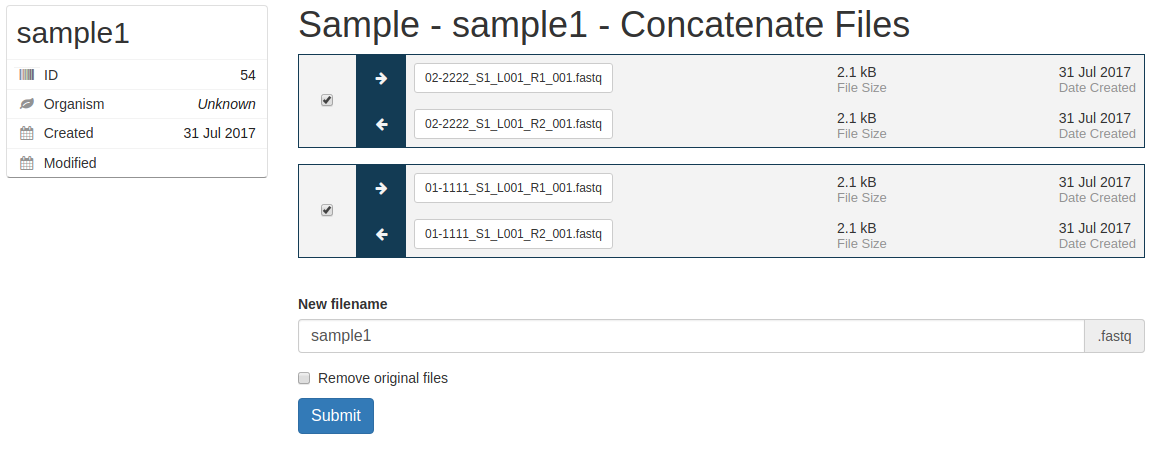 sample1
ID 54
Organism Unknown
Created 31 Jul 2017
Modified
Sample - sample1 - Concatenate Files
02-2222_S1_L001_R1_001.fastq 2.1 kB 31 Jul 2017
File Size Date Created
02-2222_S1_L001_R2_001.fastq 2.1 kB 31 Jul 2017
File Size Date Created
01-1111_S1_L001_R1_001.fastq 2.1 kB 31 Jul 2017
File Size Date Created
01-1111_S1_L001_R2_001.fastq 2.1 kB 31 Jul 2017
File Size Date Created
New filename
sample1 .fastq
Remove original files
Submit